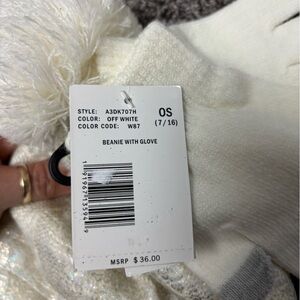 STYLE: A3DK707H
COLOR: OFF WHITE
COLOR CODE: W87
OS
(7/16)
BEANIE WITH GLOVE
MSRP $36.00